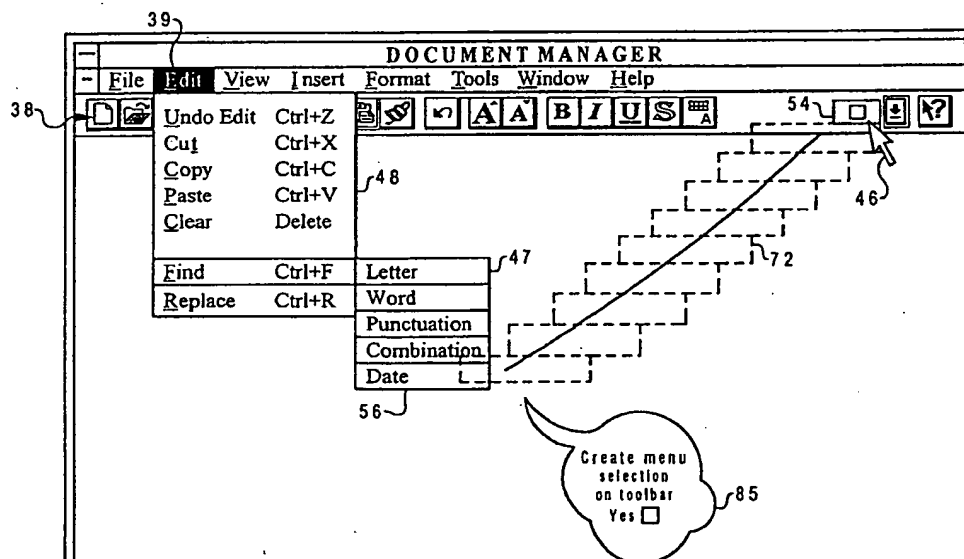 39
DOCUMENT MANAGER
File Edit View Insert Format Tools Window Help
38
A A B I U S A
54
Undo Edit Ctrl+Z
Cut Ctrl+X
Copy Ctrl+C
Paste Ctrl+V
Clear Delete
48
46
72
Find Ctrl+F Letter
47
Replace Ctrl+R Word
Punctuation
Combination
Date
56
Create menu
selection
on toolbar
Yes
85